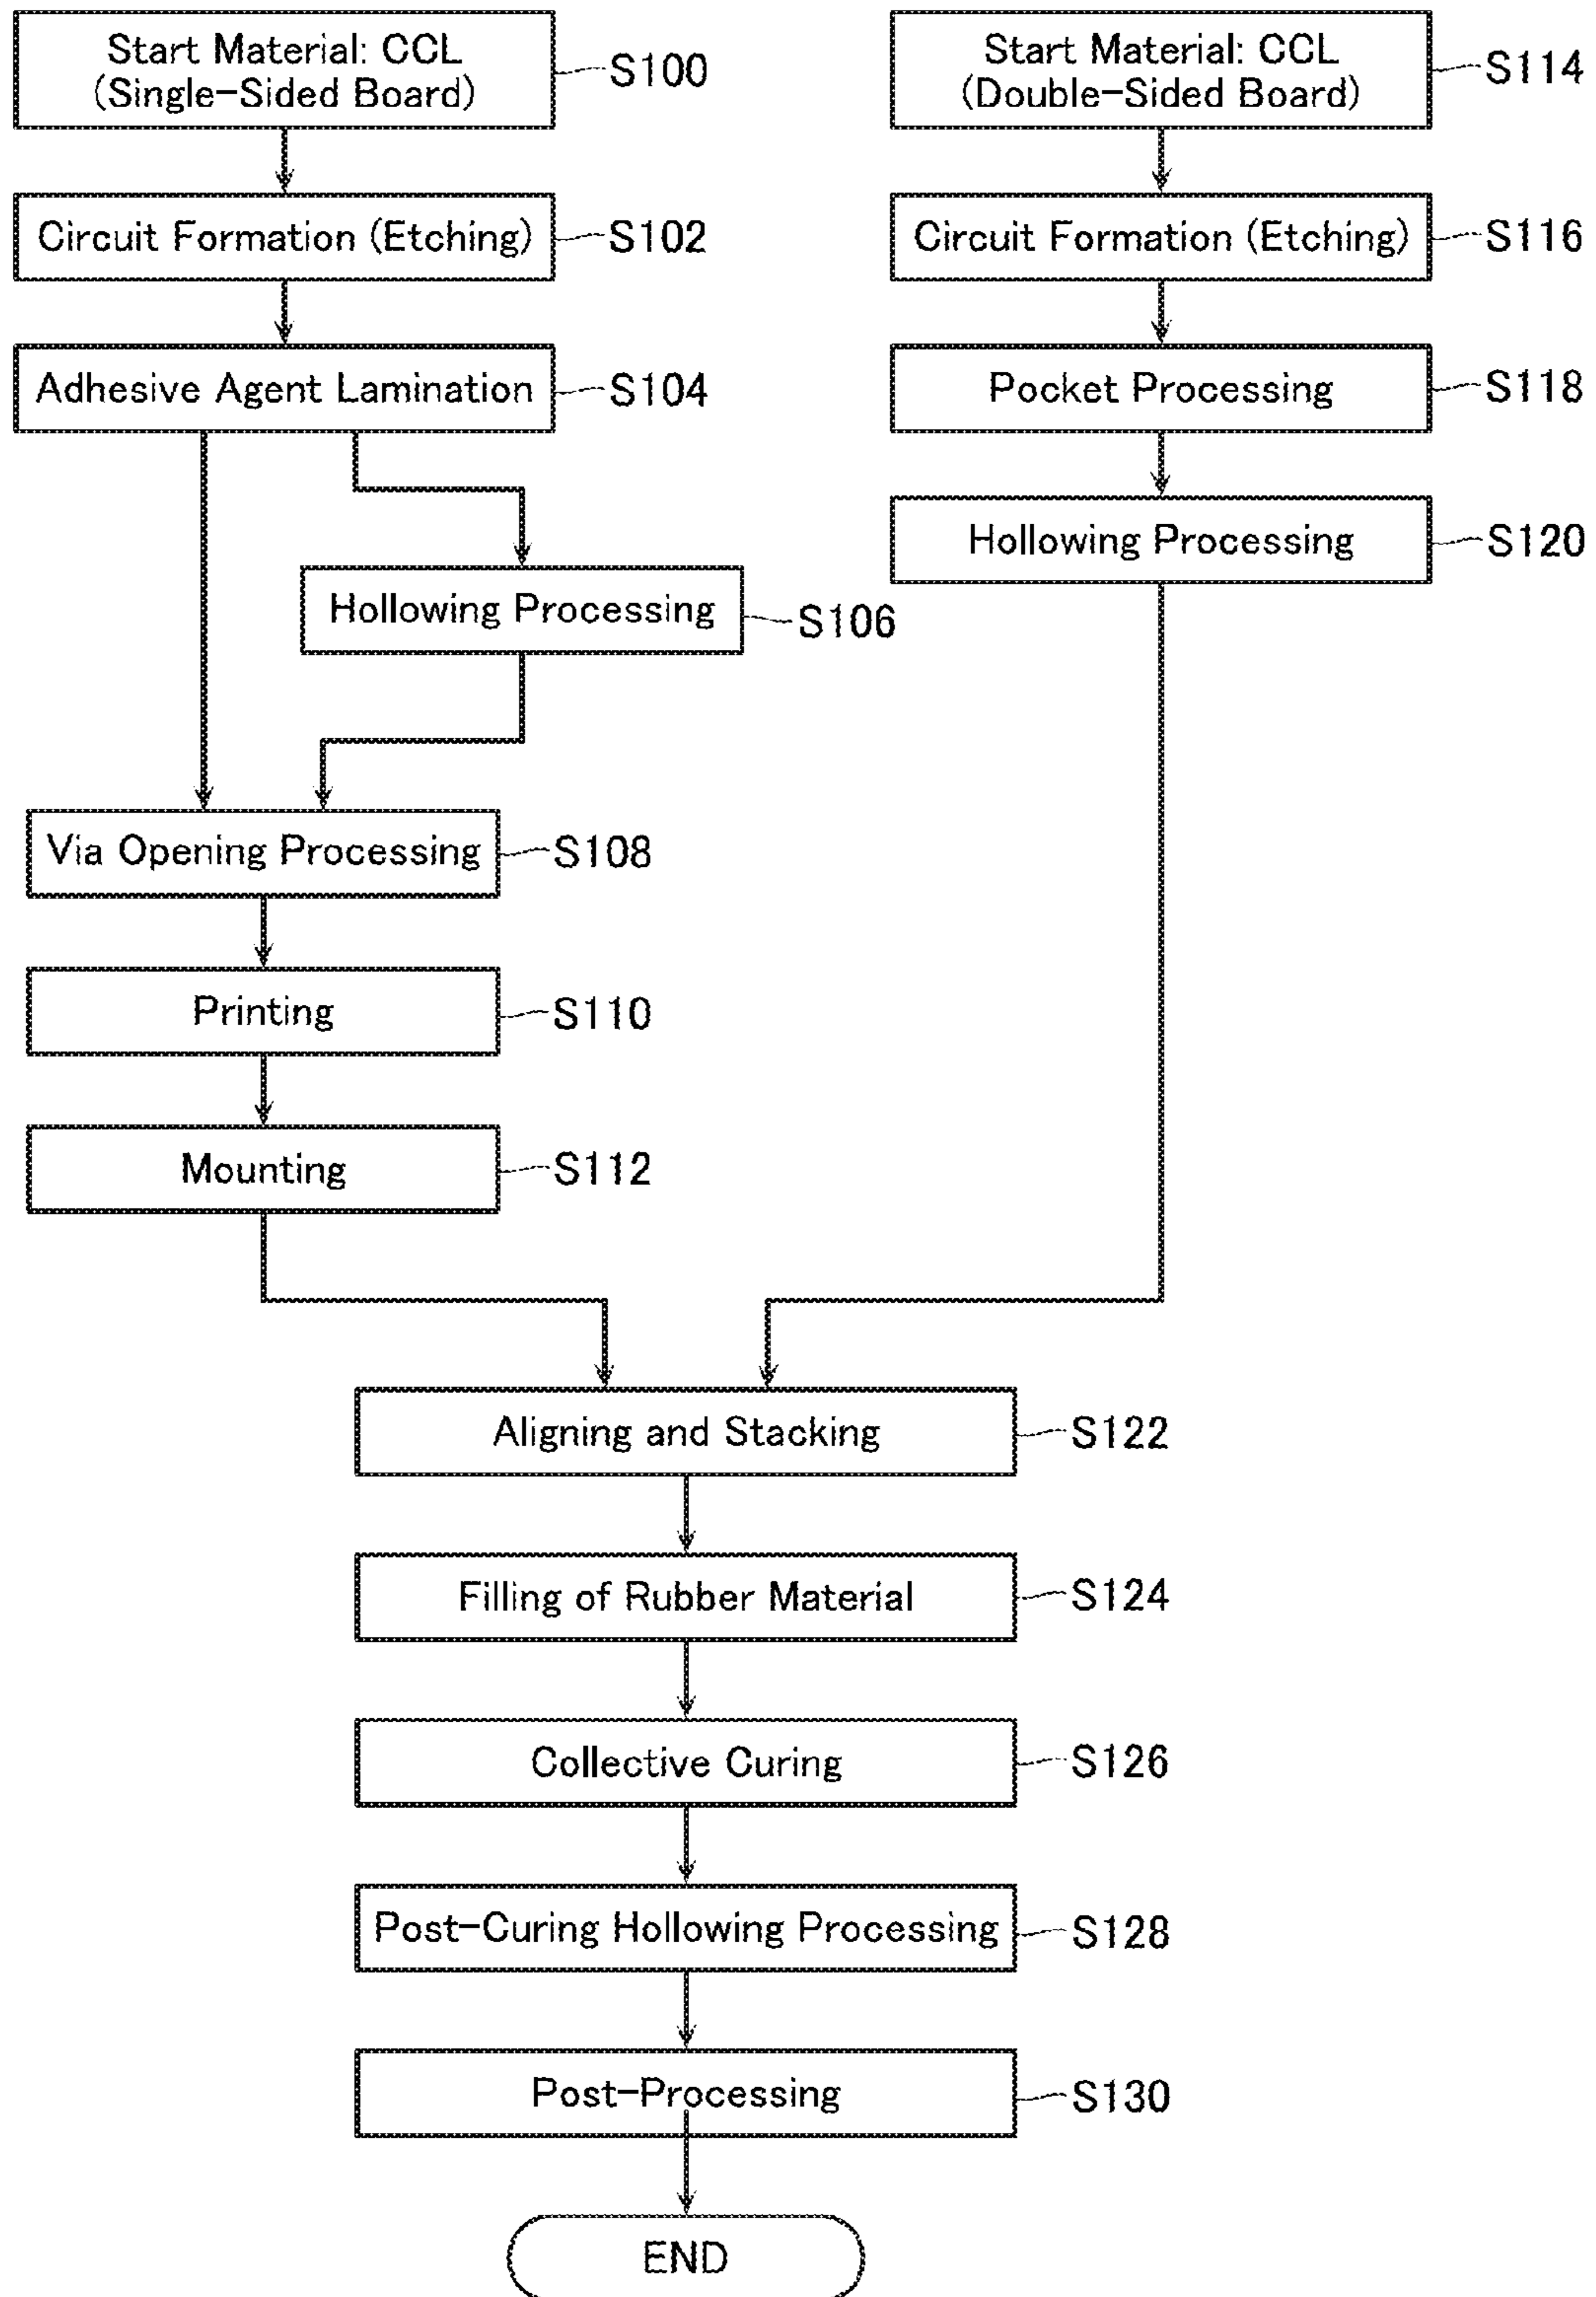 Start Material: CCL
(Single-Sided Board)
S100
Circuit Formation (Etching)
S102
Adhesive Agent Lamination
S104
Hollowing Processing
S106
Via Opening Processing
S108
Printing
S110
Mounting
S112
Start Material: CCL
(Double-Sided Board)
S114
Circuit Formation (Etching)
S116
Pocket Processing
S118
Hollowing Processing
S120
Aligning and Stacking
S122
Filling of Rubber Material
S124
Collective Curing
S126
Post-Curing Hollowing Processing
S128
Post-Processing
S130
END